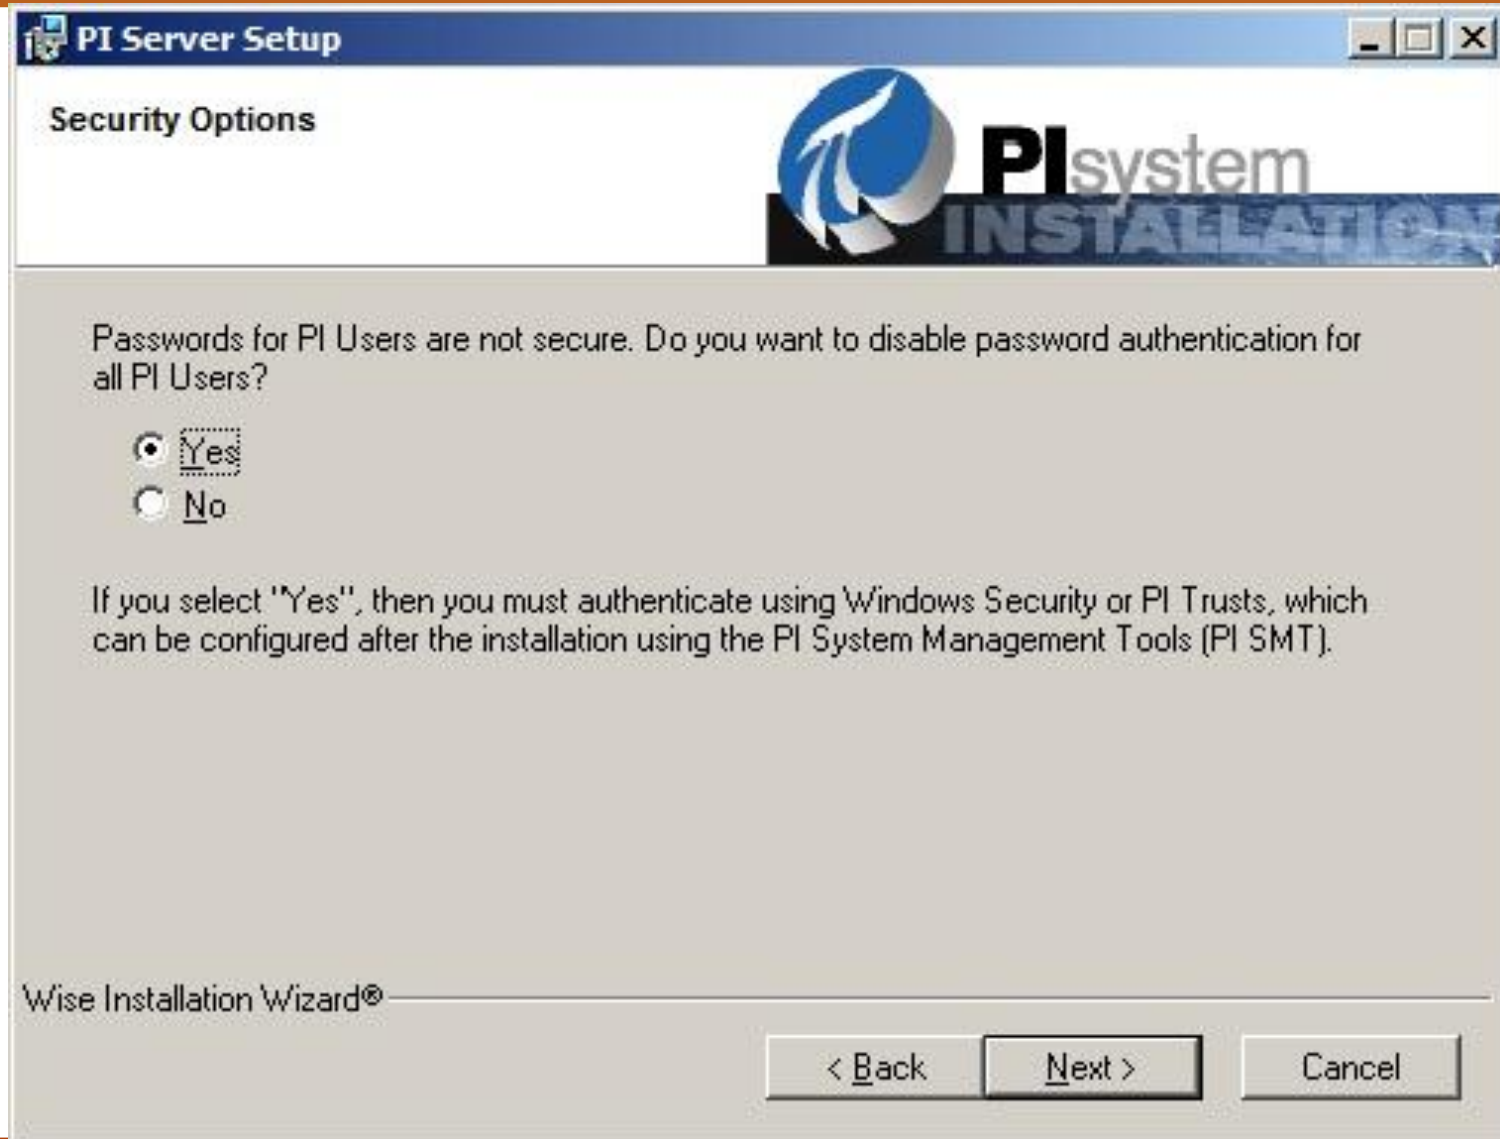 PI Server Setup
Security Options
PIsystem
INSTALLATION
Passwords for PI Users are not secure. Do you want to disable password authentication for
all PI Users?
Yes
No
If you select "Yes", then you must authenticate using Windows Security or PI Trusts, which
can be configured after the installation using the PI System Management Tools (PI SMT).
Wise Installation Wizard®
< Back Next > Cancel